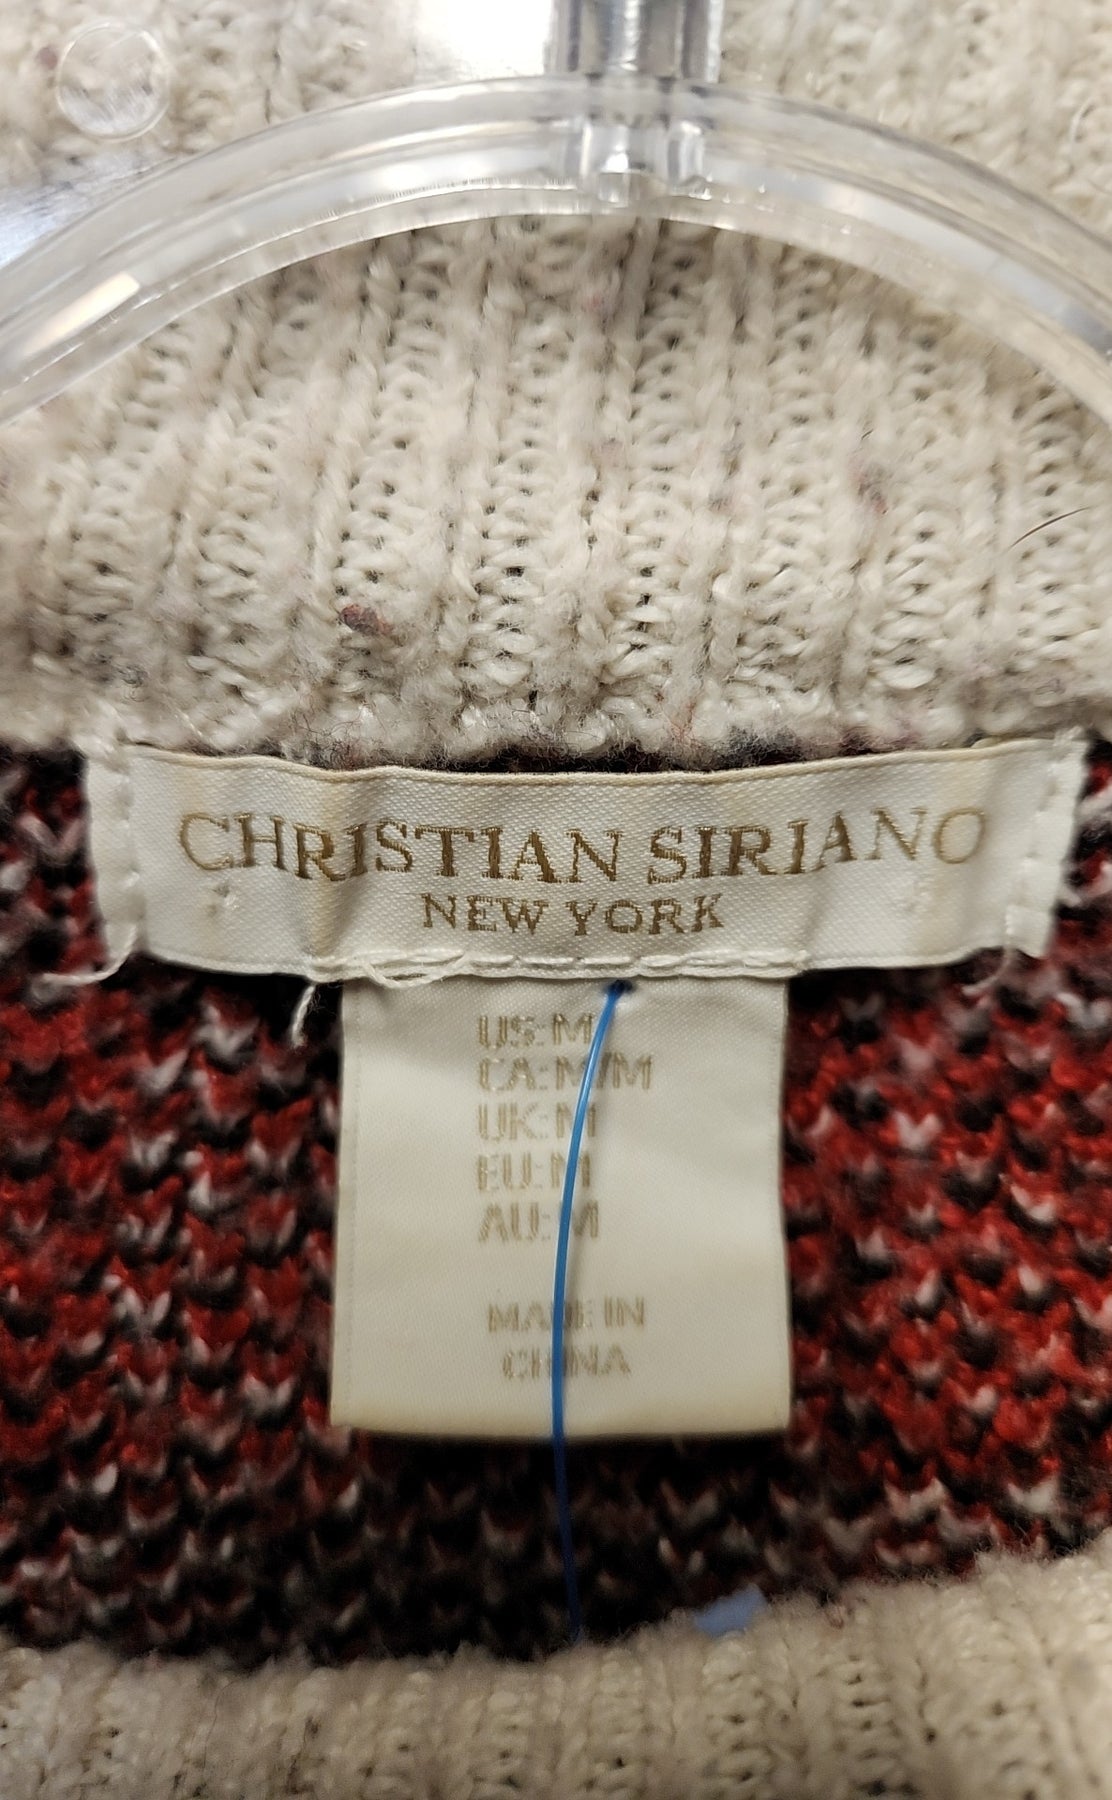 CHRISTIAN SIRIANO
NEW YORK
US:M
CA:M/M
UK:M
EU:M
AU:M
MADE IN
CHINA